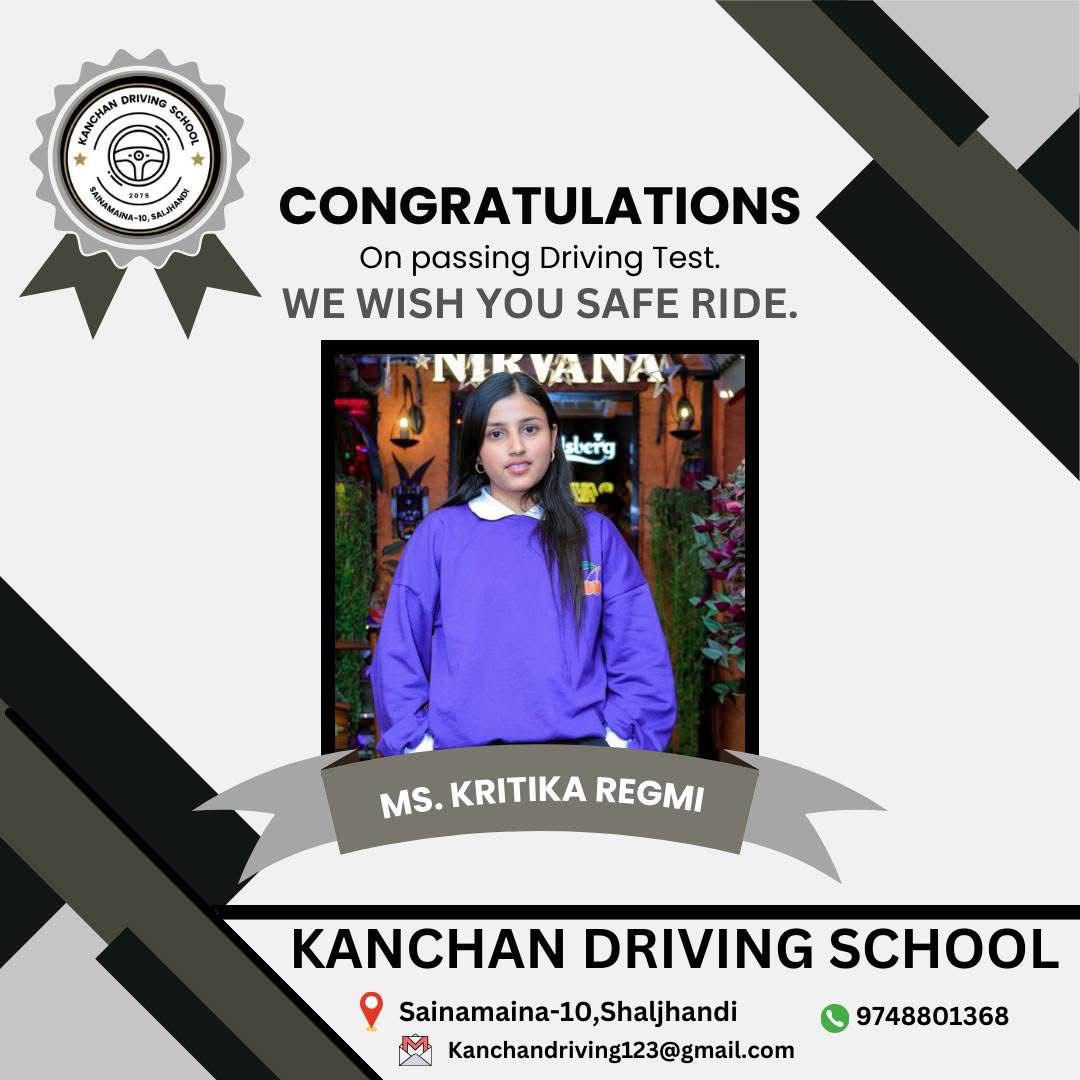 KANCHAN DRIVING SCHOOL
2075
SAINAMAINA-10, SALJHANDI
CONGRATULATIONS
On passing Driving Test.
WE WISH YOU SAFE RIDE.
NIRVANA
lsberg
MS. KRITIKA REGMI
KANCHAN DRIVING SCHOOL
Sainamaina-10,Shaljhandi
9748801368
Kanchandriving123@gmail.com